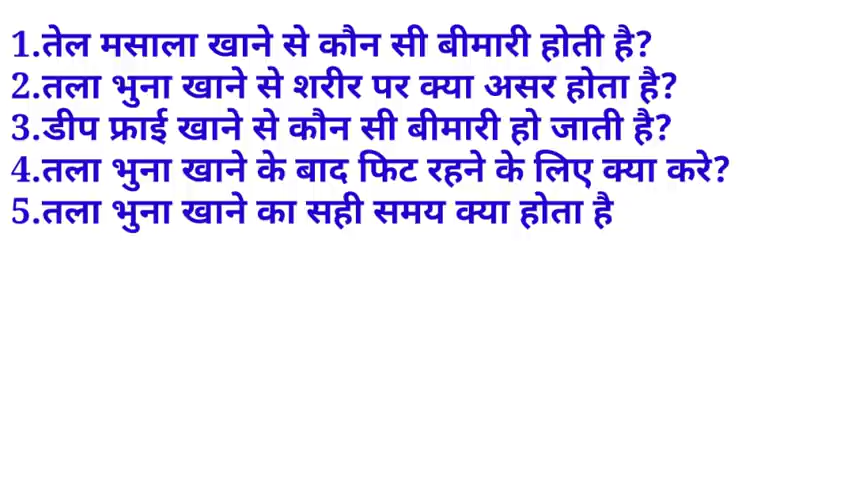 1.तेल मसाला खाने से कौन सी बीमारी होती है?
2.तला भुना खाने से शरीर पर क्या असर होता है?
3.डीप फ्राई खाने से कौन सी बीमारी हो जाती है?
4.तला भुना खाने के बाद फिट रहने के लिए क्या करे?
5.तला भुना खाने का सही समय क्या होता है